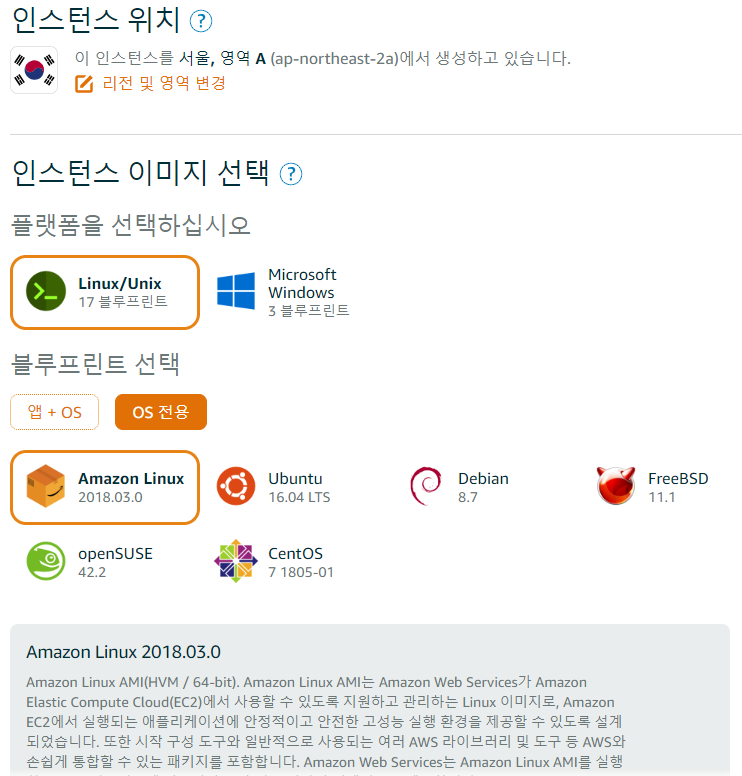 인스턴스 위치 ?
이 인스턴스를 서울, 영역 A (ap-northeast-2a)에서 생성하고 있습니다.
리전 및 영역 변경
인스턴스 이미지 선택 ?
플랫폼을 선택하십시오
Linux/Unix
17 블루프린트
Microsoft
Windows
3 블루프린트
블루프린트 선택
앱 + OS
OS 전용
Amazon Linux
2018.03.0
Ubuntu
16.04 LTS
Debian
8.7
FreeBSD
11.1
openSUSE
42.2
CentOS
7 1805-01
Amazon Linux 2018.03.0
Amazon Linux AMI(HVM / 64-bit). Amazon Linux AMI는 Amazon Web Services가 Amazon
Elastic Compute Cloud(EC2)에서 사용할 수 있도록 지원하고 관리하는 Linux 이미지로, Amazon
EC2에서 실행되는 애플리케이션에 안정적이고 안전한 고성능 실행 환경을 제공할 수 있도록 설계
되었습니다. 또한 시작 구성 도구와 일반적으로 사용되는 여러 AWS 라이브러리 및 도구 등 AWS와
손쉽게 통합할 수 있는 패키지를 포함합니다. Amazon Web Services는 Amazon Linux AMI를 실행